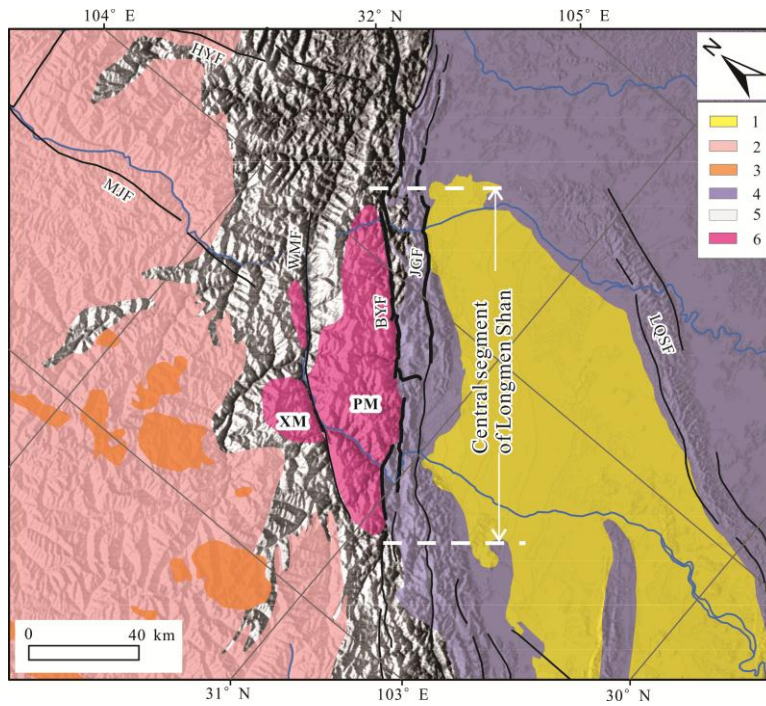 104° E
32° N
105° E
N
HYF
MJF
WMF
BYF
JGF
LQSF
XM
PM
Central segment
of Longmen Shan
1
2
3
4
5
6
0 40 km
31° N
103° E
30° N